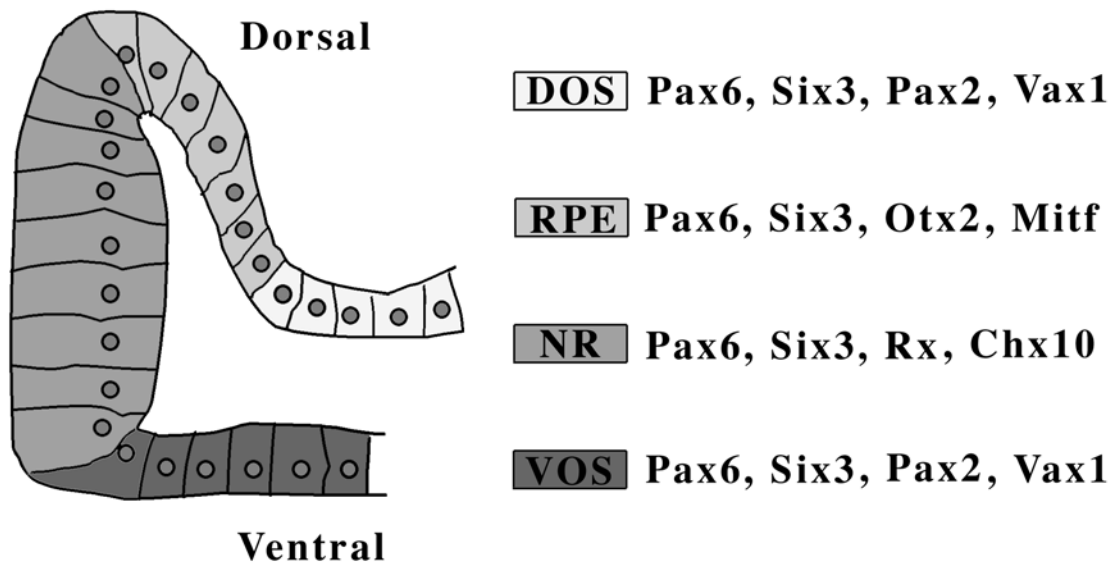 Dorsal
DOS Pax6, Six3, Pax2, Vax1
RPE Pax6, Six3, Otx2, Mitf
NR Pax6, Six3, Rx, Chx10
VOS Pax6, Six3, Pax2, Vax1
Ventral